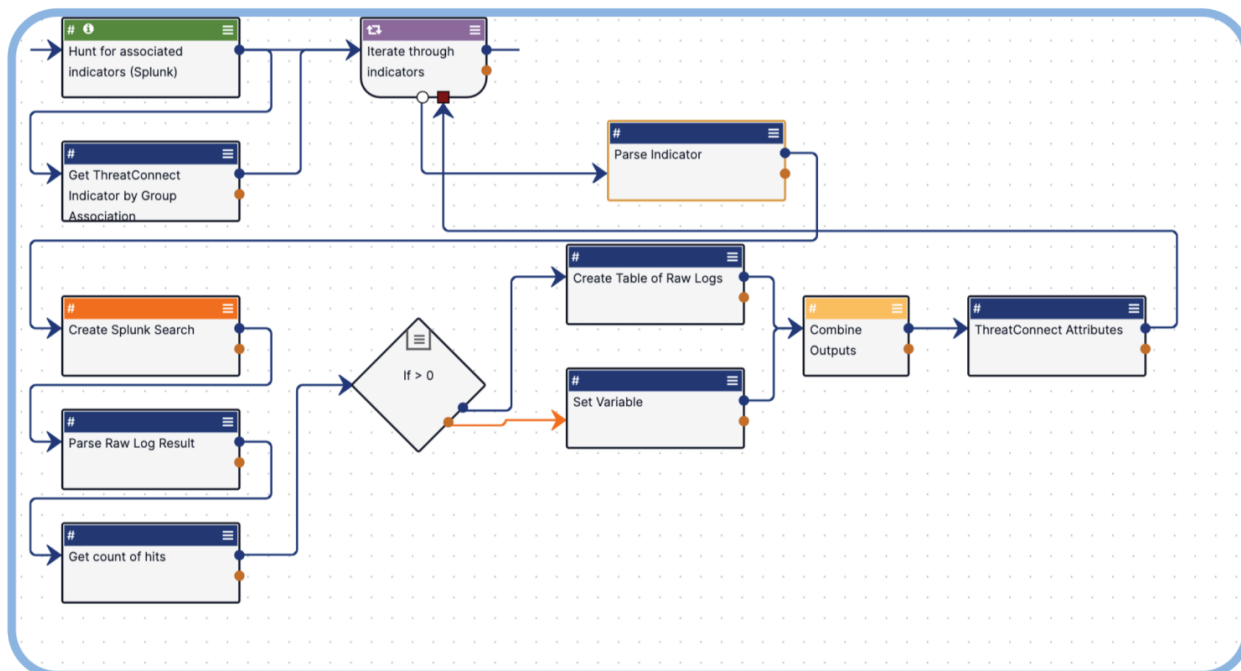 #
Hunt for associated
indicators (Splunk)
Iterate through
indicators
#
Get ThreatConnect
Indicator by Group
Association
#
Parse Indicator
#
Create Splunk Search
#
Parse Raw Log Result
#
Get count of hits
If > 0
#
Create Table of Raw Logs
#
Set Variable
#
Combine
Outputs
#
ThreatConnect Attributes